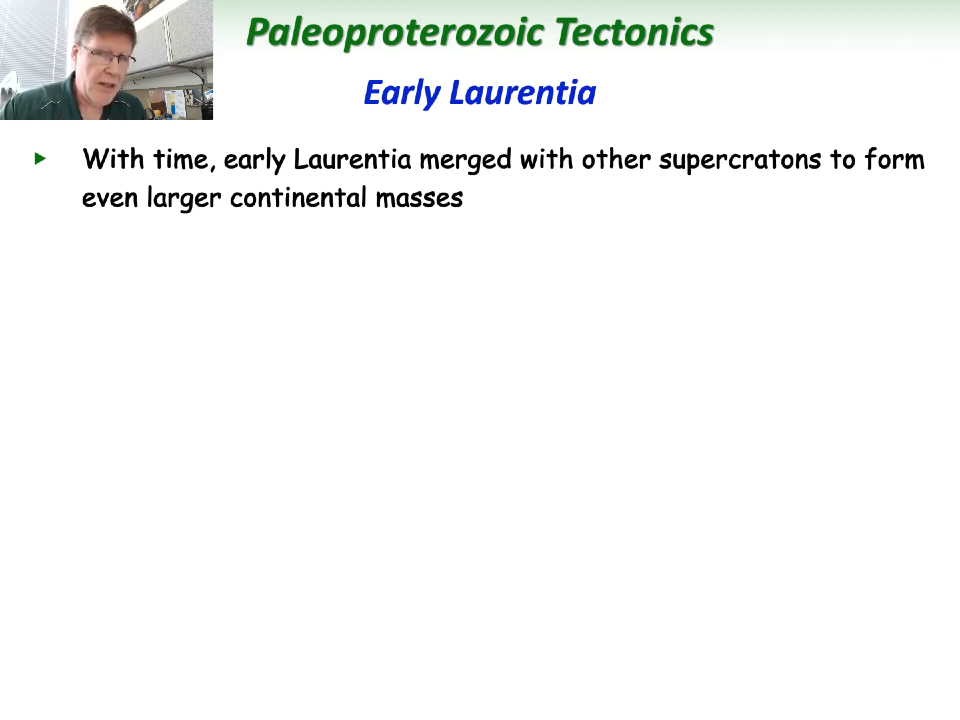 Paleoproterozoic Tectonics
Early Laurentia
With time, early Laurentia merged with other supercratons to form
even larger continental masses